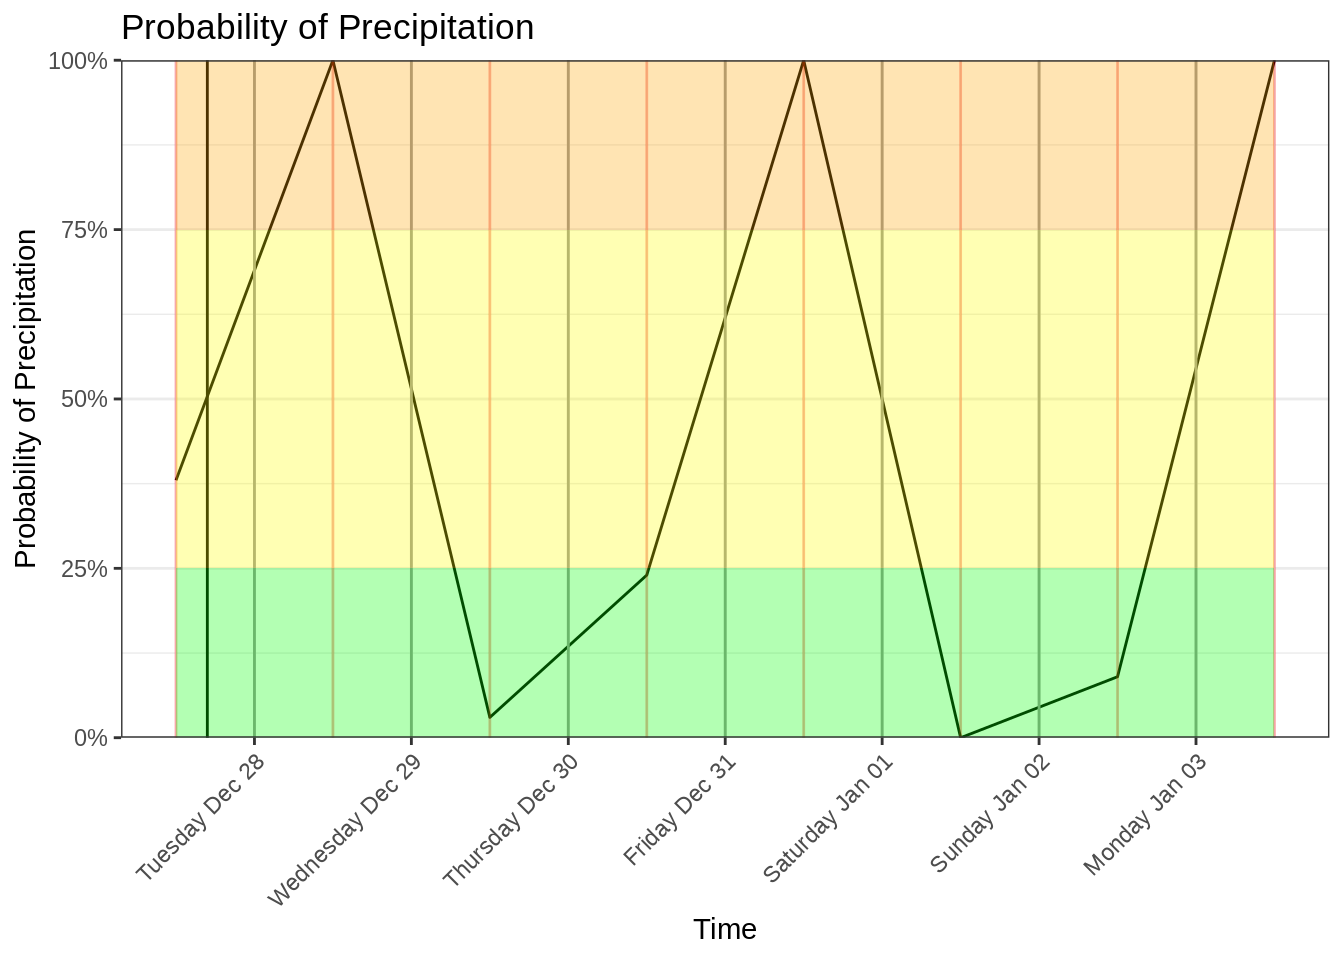 Probability of Precipitation
Probability of Precipitation
100%
75%
50%
25%
0%
Tuesday Dec 28
Wednesday Dec 29
Thursday Dec 30
Friday Dec 31
Saturday Jan 01
Sunday Jan 02
Monday Jan 03
Time